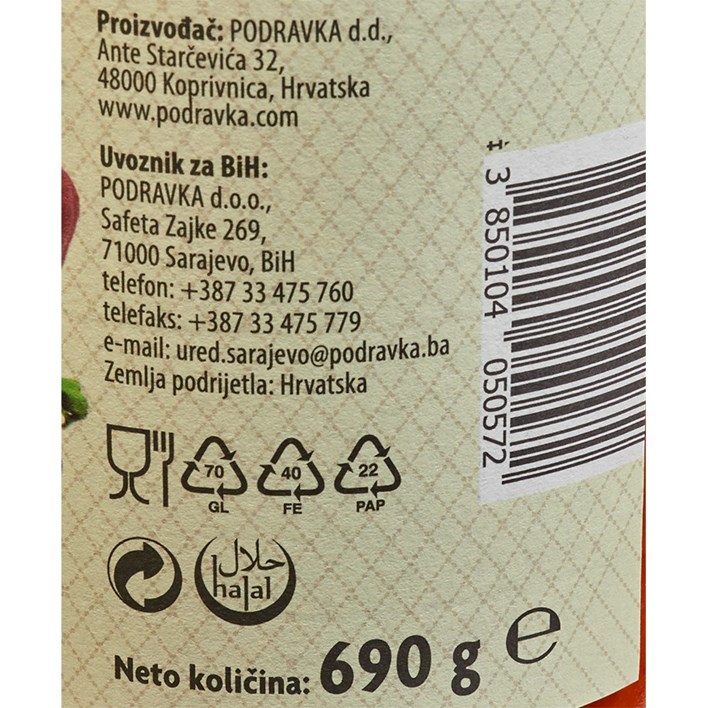 Proizvođač: PODRAVKA d.d.,
Ante Starčevića 32,
48000 Koprivnica, Hrvatska
www.podravka.com
Uvoznik za BiH:
PODRAVKA d.o.o.,
Safeta Zajke 269,
71000 Sarajevo, BiH
telefon: +387 33 475 760
telefaks: +387 33 475 779
e-mail: ured.sarajevo@podravka.ba
Zemlja podrijetla: Hrvatska
3 850104 050572
70 40 22
GL FE PAP
حلال
halal
Neto količina: 690 g ℮